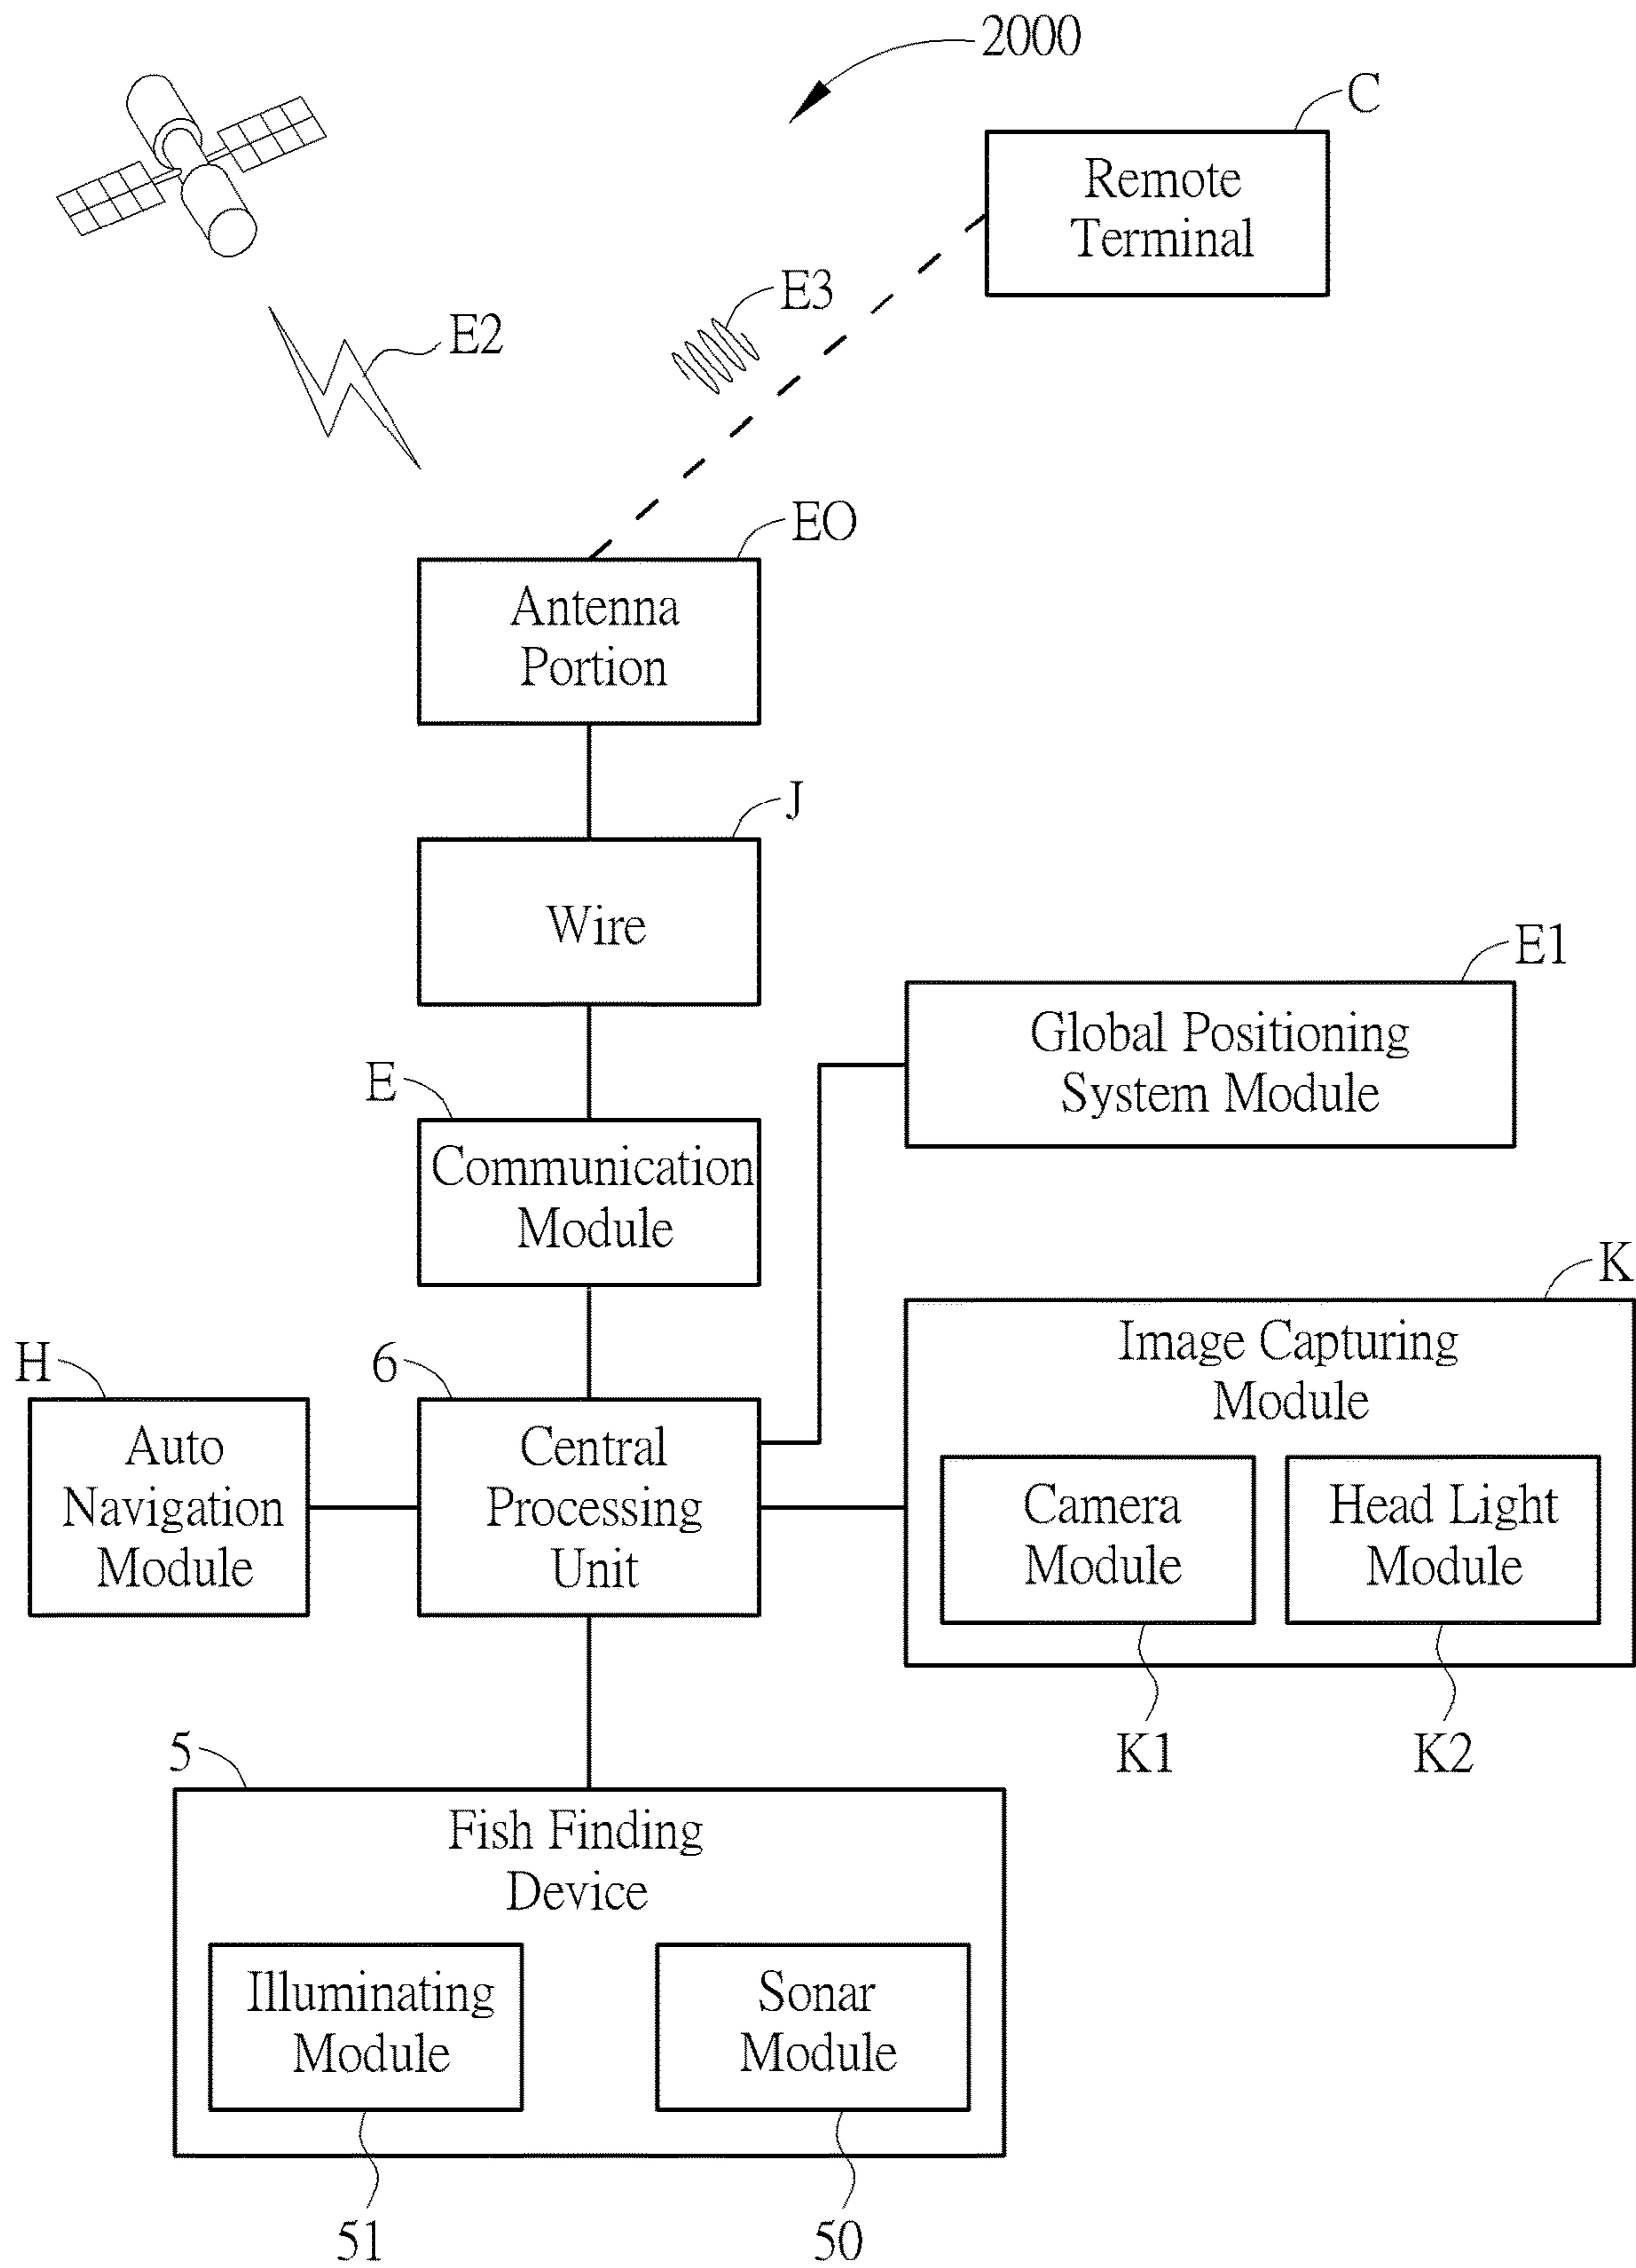 2000
C
Remote
Terminal
E3
E2
EO
Antenna
Portion
J
Wire
E1
Global Positioning
System Module
E
Communication
Module
K
Image Capturing
Module
H
6
Auto
Navigation
Module
Central
Processing
Unit
Camera
Module
Head Light
Module
K1
K2
5
Fish Finding
Device
Illuminating
Module
Sonar
Module
51
50